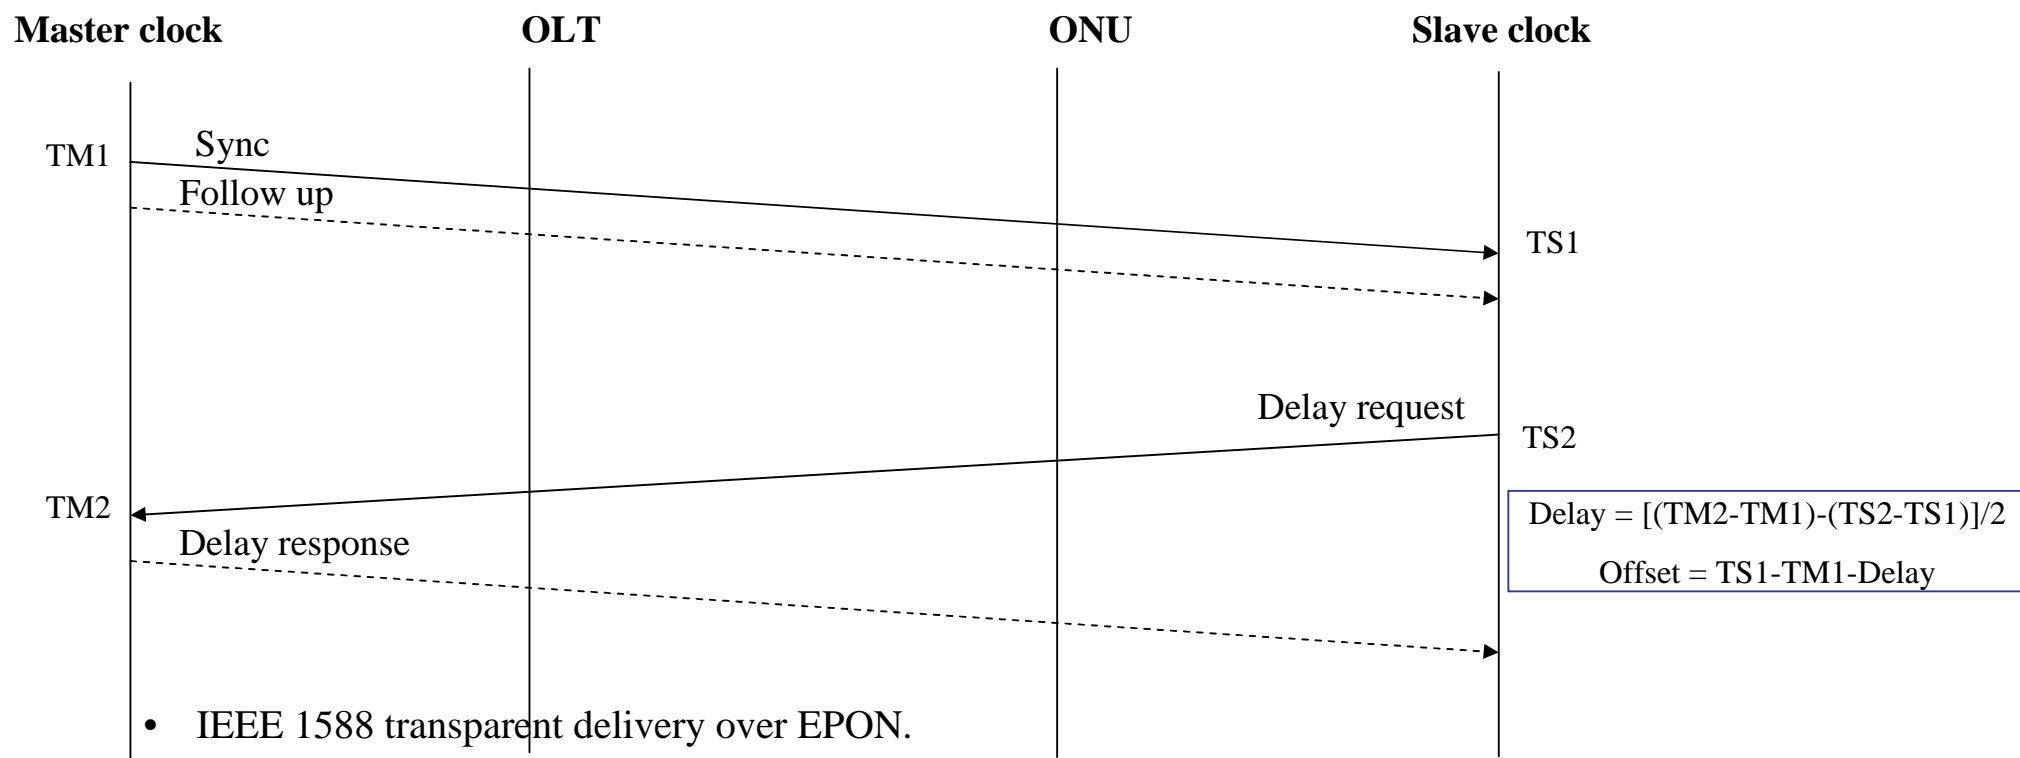 Master clock
OLT
ONU
Slave clock
Sync
TM1
Follow up
TS1
Delay request
TS2
TM2
Delay = [(TM2-TM1)-(TS2-TS1)]/2
Delay response
Offset = TS1-TM1-Delay
• IEEE 1588 transparent delivery over EPON.